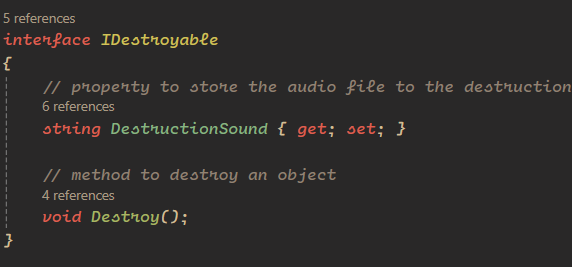 5 references
interface IDestroyable
{
// property to store the audio file to the destruction
6 references
string DestructionSound { get; set; }
// method to destroy an object
4 references
void Destroy();
}